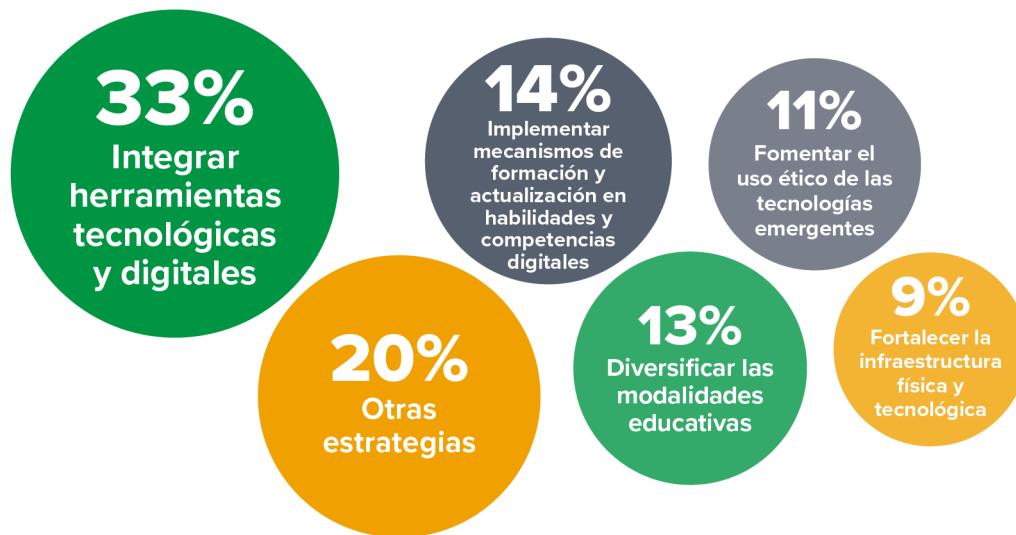 33%
Integrar
herramientas
tecnológicas
y digitales
14%
Implementar
mecanismos de
formación y
actualización en
habilidades y
competencias
digitales
11%
Fomentar el
uso ético de las
tecnologías
emergentes
20%
Otras
estrategias
13%
Diversificar las
modalidades
educativas
9%
Fortalecer la
infraestructura
física y
tecnológica